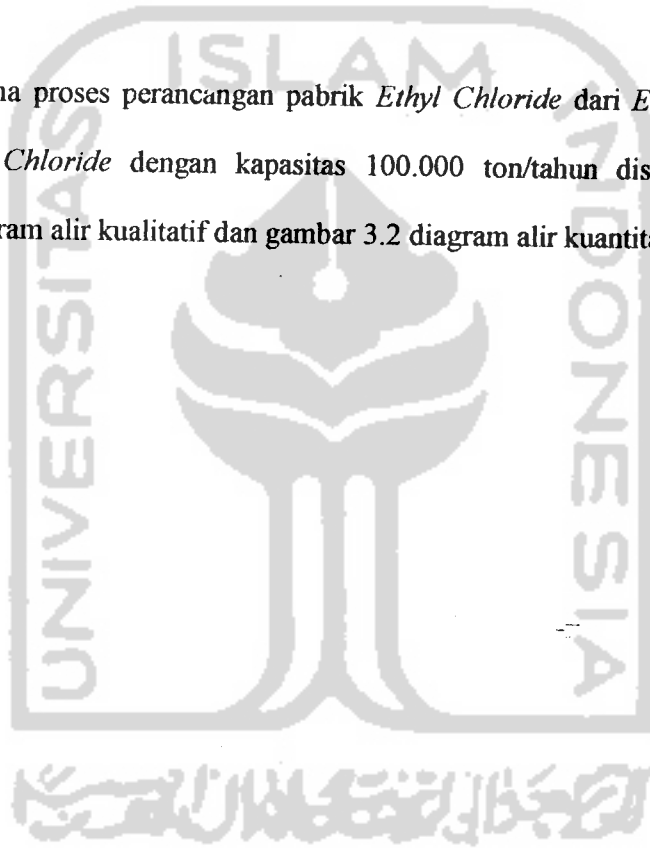 ISLAM
na proses perancangan pabrik Ethyl Chloride dari E
Chloride dengan kapasitas 100.000 ton/tahun dis
ram alir kualitatif dan gambar 3.2 diagram alir kuantita
UNIVERSITAS
INDONESIA